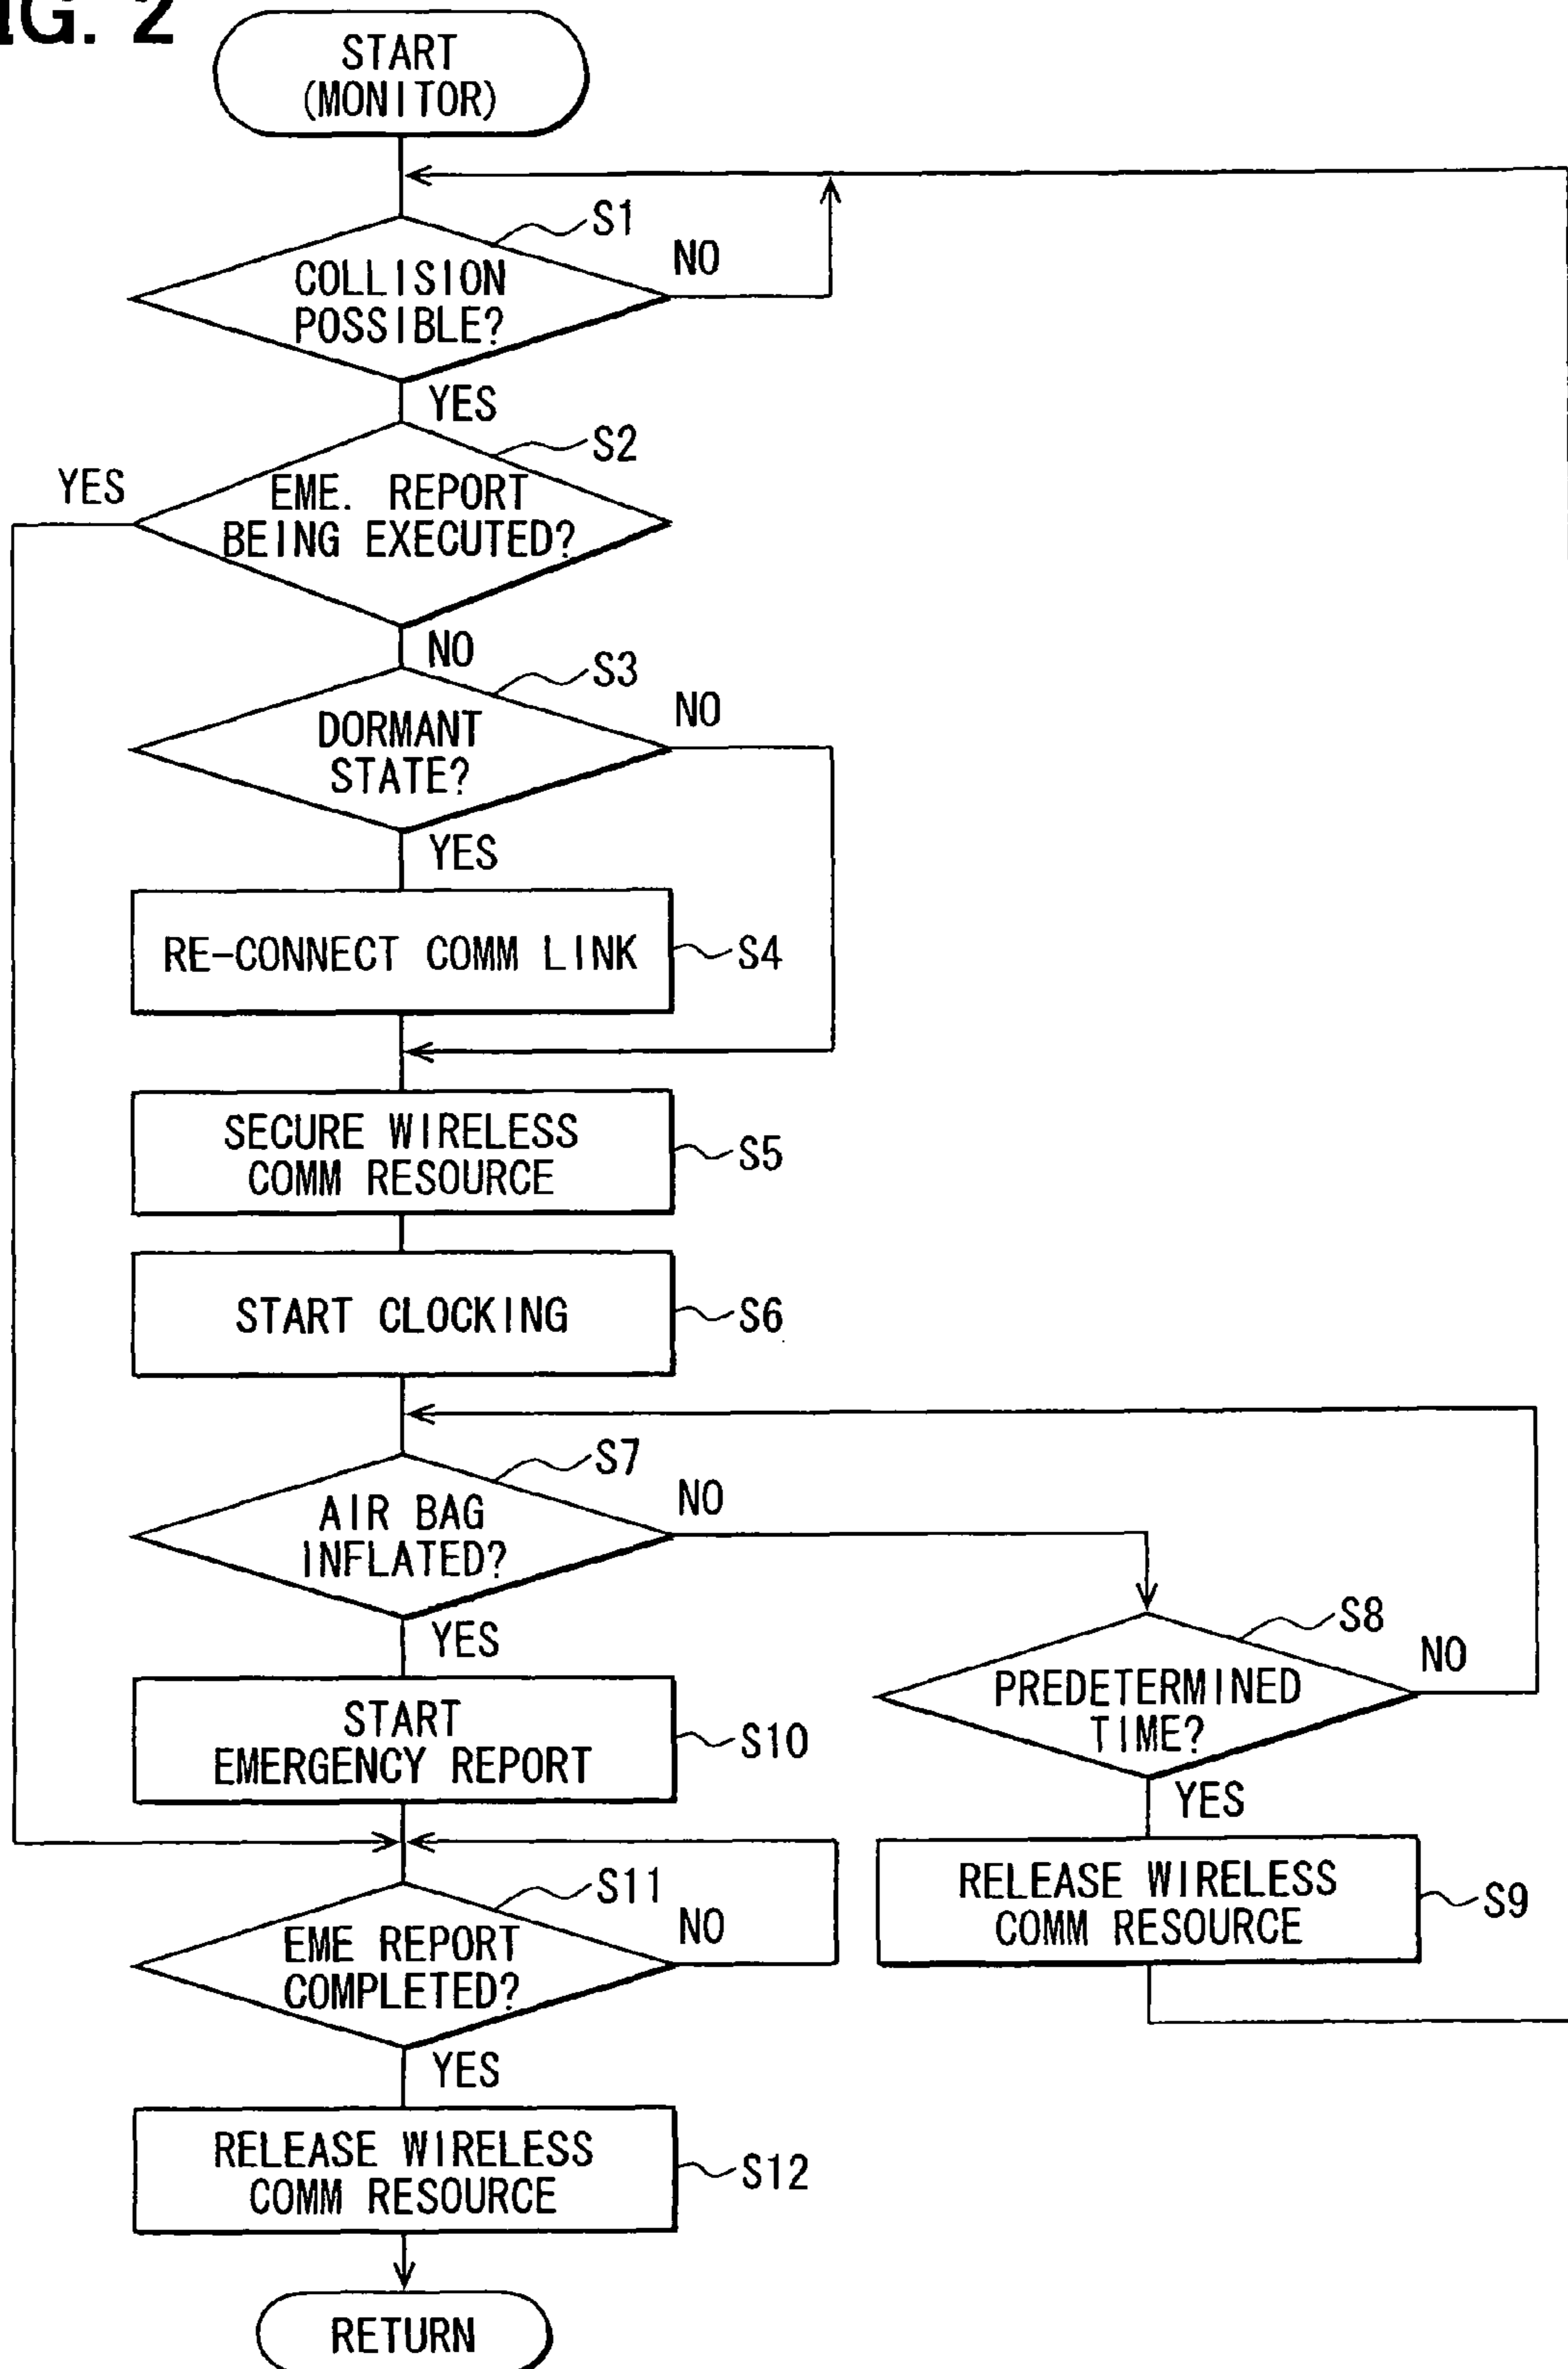 IG. 2
START
(MONITOR)
S1
COLLISION
POSSIBLE?
NO
YES
S2
YES
EME. REPORT
BEING EXECUTED?
NO
S3
DORMANT
STATE?
NO
YES
RE-CONNECT COMM LINK
S4
SECURE WIRELESS
COMM RESOURCE
S5
START CLOCKING
S6
S7
AIR BAG
INFLATED?
NO
YES
S8
PREDETERMINED
TIME?
NO
YES
START
EMERGENCY REPORT
S10
RELEASE WIRELESS
COMM RESOURCE
S9
S11
EME REPORT
COMPLETED?
NO
YES
RELEASE WIRELESS
COMM RESOURCE
S12
RETURN